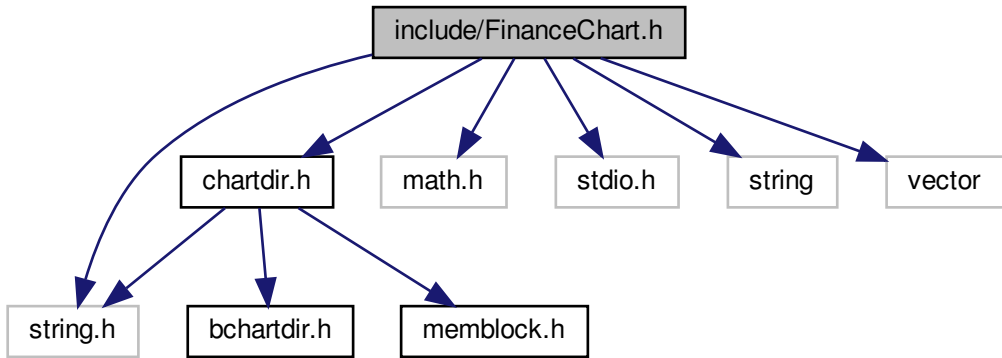 include/FinanceChart.h
chartdir.h
math.h
stdio.h
string
vector
string.h
bchartdir.h
memblock.h